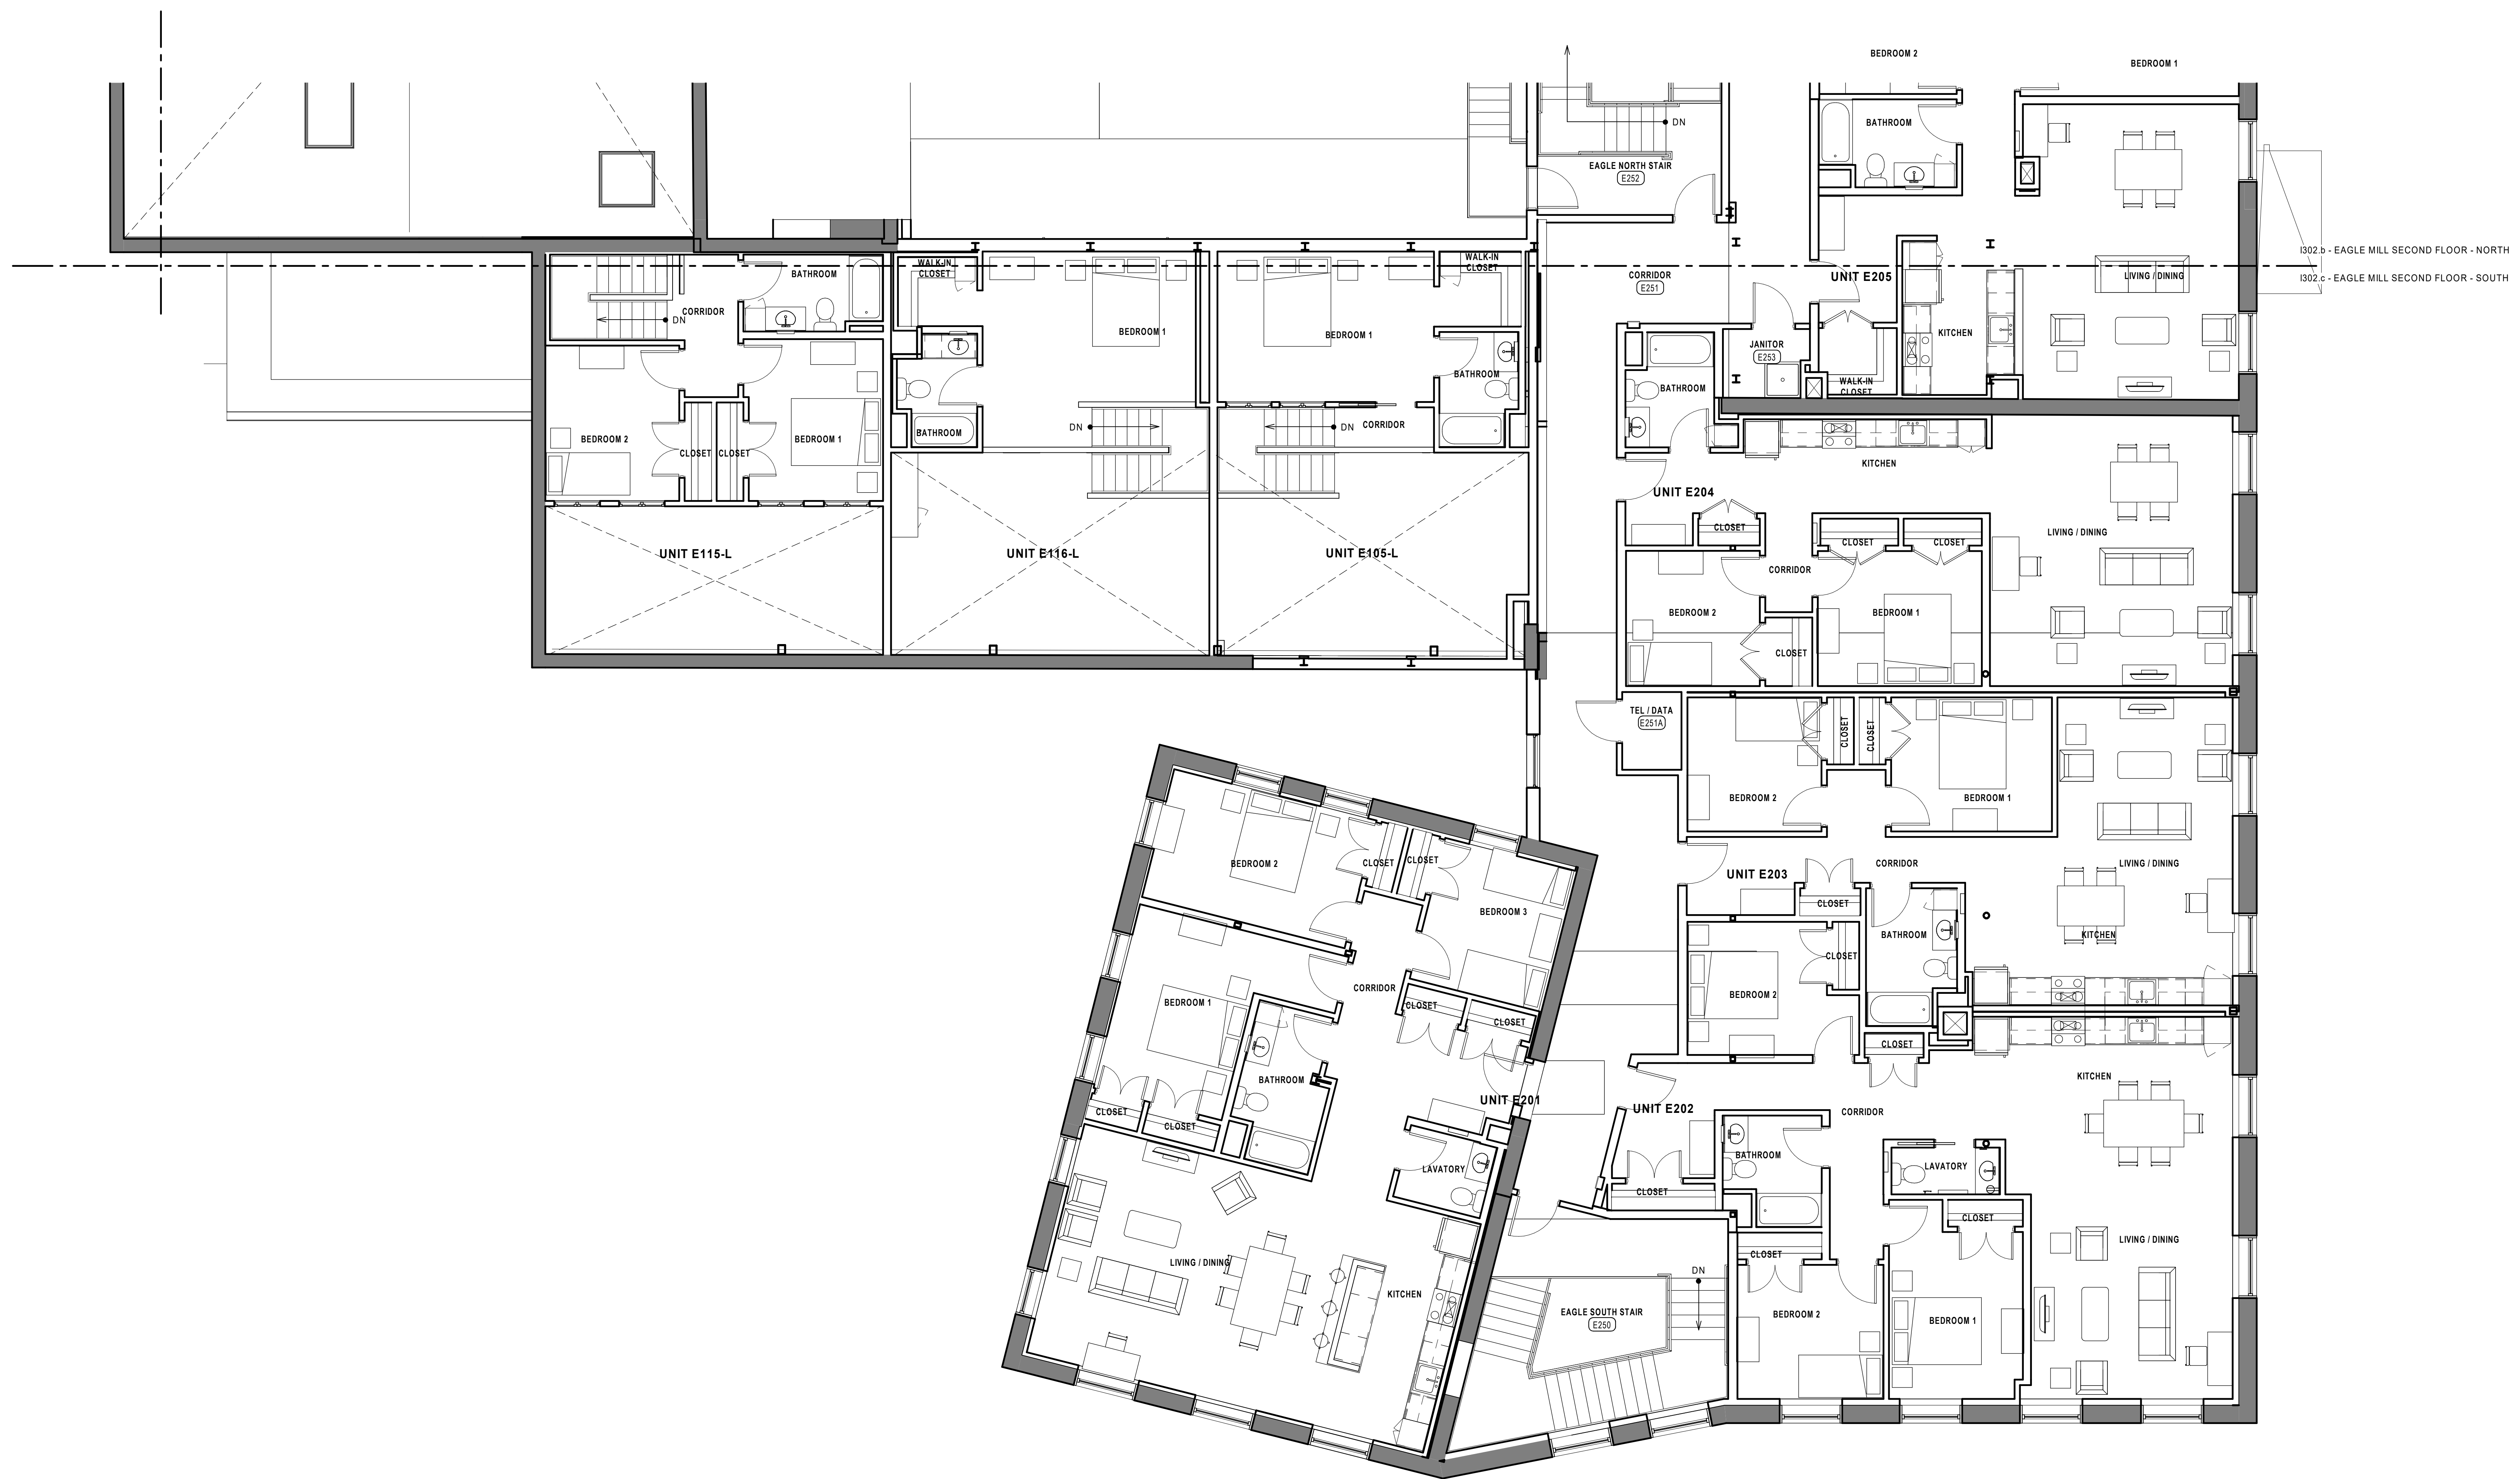 BEDROOM 2
BEDROOM 1
BATHROOM
DN
EAGLE NORTH STAIR
E252
I302.b - EAGLE MILL SECOND FLOOR - NORTH
I302.c - EAGLE MILL SECOND FLOOR - SOUTH
CORRIDOR
E251
UNIT E205
LIVING / DINING
KITCHEN
JANITOR
E253
WALK-IN
CLOSET
BATHROOM
BATHROOM
CORRIDOR
DN
WALK-IN
CLOSET
BEDROOM 1
BEDROOM 1
WALK-IN
CLOSET
BATHROOM
BATHROOM
DN
DN
CORRIDOR
BEDROOM 2
CLOSET
CLOSET
BEDROOM 1
UNIT E115-L
UNIT E116-L
UNIT E105-L
KITCHEN
UNIT E204
CLOSET
CLOSET
CLOSET
LIVING / DINING
CORRIDOR
BEDROOM 2
BEDROOM 1
CLOSET
TEL / DATA
E251A
CLOSET
CLOSET
BEDROOM 2
BEDROOM 1
CORRIDOR
LIVING / DINING
UNIT E203
CLOSET
BATHROOM
KITCHEN
CLOSET
BEDROOM 2
CLOSET
KITCHEN
BEDROOM 2
CLOSET
CLOSET
BEDROOM 3
CORRIDOR
BEDROOM 1
CLOSET
CLOSET
BATHROOM
UNIT E201
CLOSET
CLOSET
LAVATORY
LIVING / DINING
KITCHEN
UNIT E202
CORRIDOR
BATHROOM
LAVATORY
CLOSET
CLOSET
CLOSET
LIVING / DINING
DN
EAGLE SOUTH STAIR
E250
BEDROOM 2
BEDROOM 1